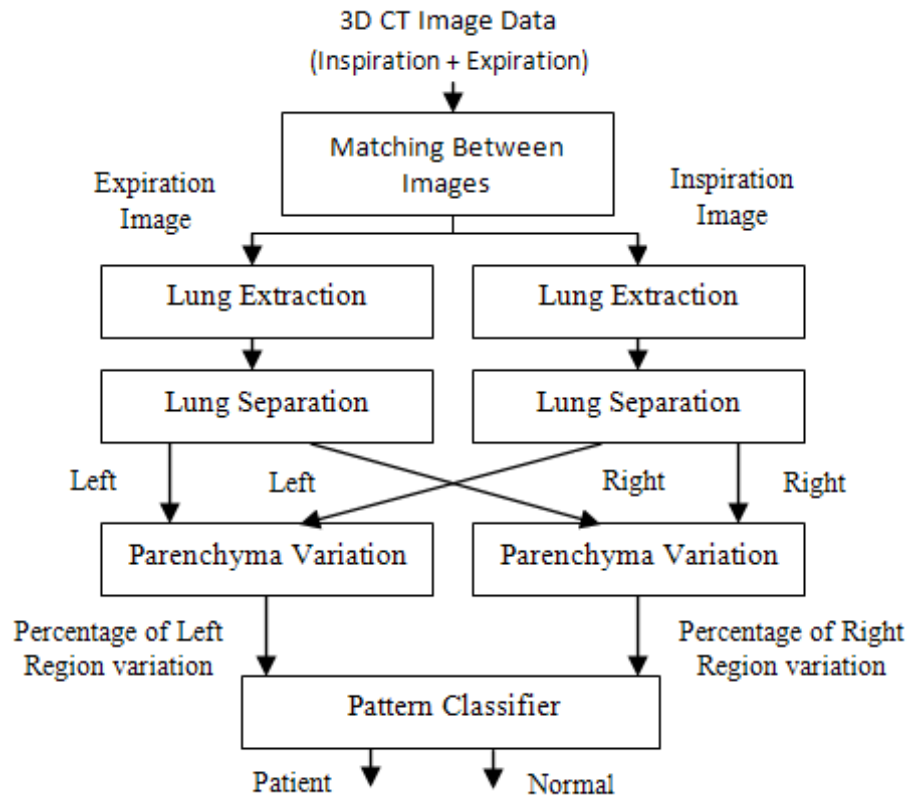 3D CT Image Data
(Inspiration + Expiration)
Matching Between
Images
Expiration
Image
Inspiration
Image
Lung Extraction
Lung Extraction
Lung Separation
Lung Separation
Left
Left
Right
Right
Parenchyma Variation
Parenchyma Variation
Percentage of Left
Region variation
Percentage of Right
Region variation
Pattern Classifier
Patient
Normal